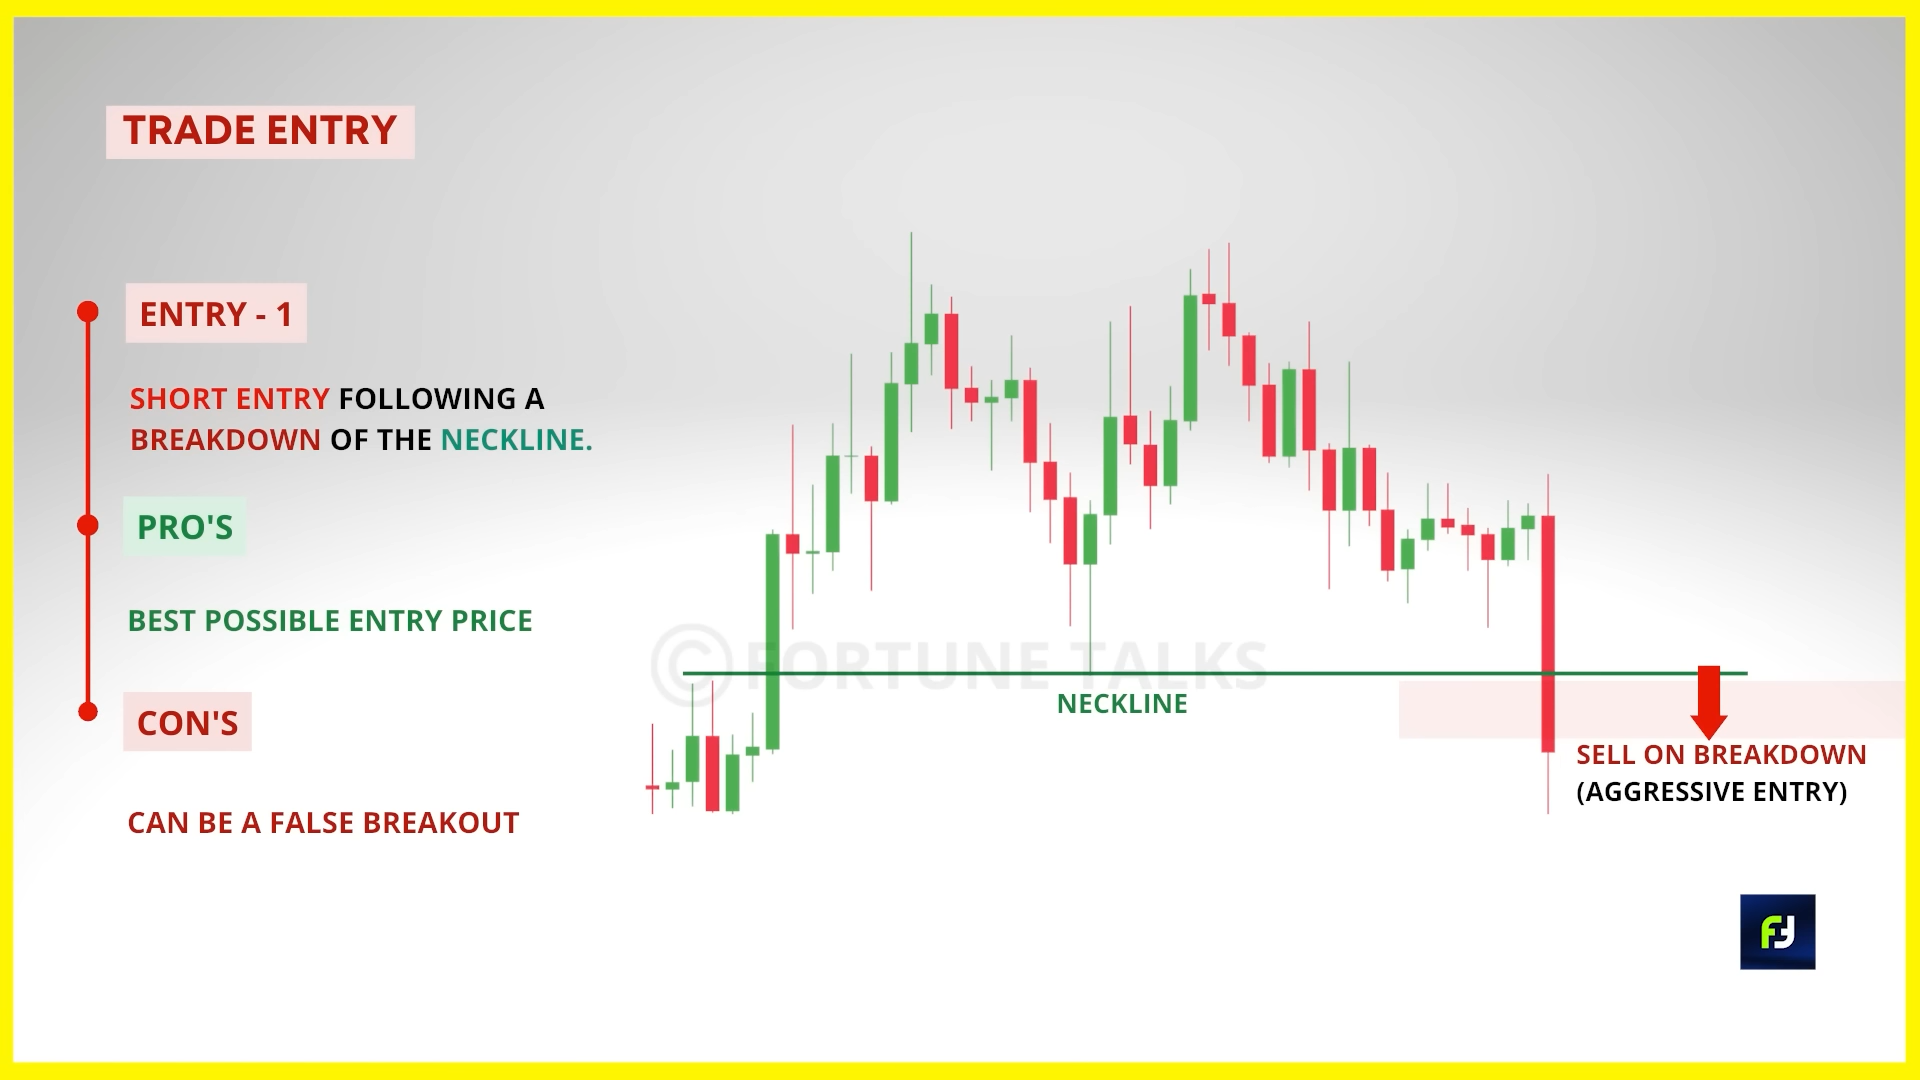 TRADE ENTRY
ENTRY - 1
SHORT ENTRY FOLLOWING A
BREAKDOWN OF THE NECKLINE.
PRO'S
BEST POSSIBLE ENTRY PRICE
CON'S
CAN BE A FALSE BREAKOUT
© FORTUNE TALKS
NECKLINE
SELL ON BREAKDOWN
(AGGRESSIVE ENTRY)